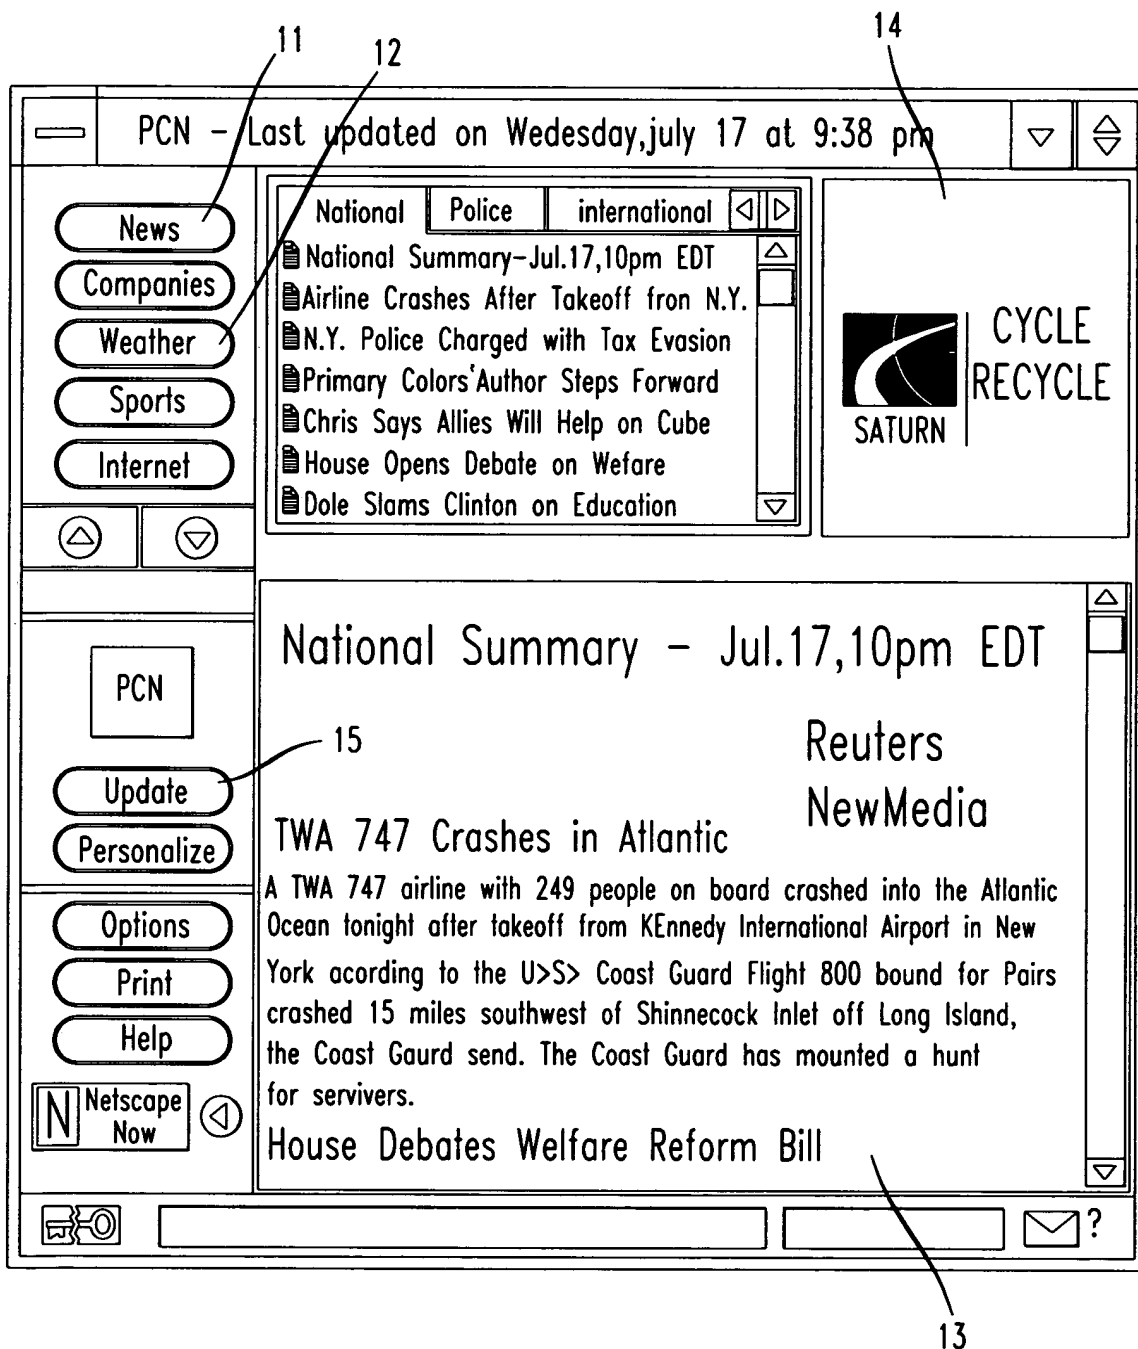 11
12
14
PCN - Last updated on Wedesday,july 17 at 9:38 pm
News
Companies
Weather
Sports
Internet
National Police international
National Summary-Jul.17,10pm EDT
Airline Crashes After Takeoff fron N.Y.
N.Y. Police Charged with Tax Evasion
Primary Colors'Author Steps Forward
Chris Says Allies Will Help on Cube
House Opens Debate on Wefare
Dole Slams Clinton on Education
SATURN
CYCLE
RECYCLE
PCN
15
Update
Personalize
Options
Print
Help
N Netscape
Now
National Summary - Jul.17,10pm EDT
Reuters
NewMedia
TWA 747 Crashes in Atlantic
A TWA 747 airline with 249 people on board crashed into the Atlantic
Ocean tonight after takeoff from KEnnedy International Airport in New
York acording to the U>S> Coast Guard Flight 800 bound for Pairs
crashed 15 miles southwest of Shinnecock Inlet off Long Island,
the Coast Gaurd send. The Coast Guard has mounted a hunt
for servivers.
House Debates Welfare Reform Bill
?
13